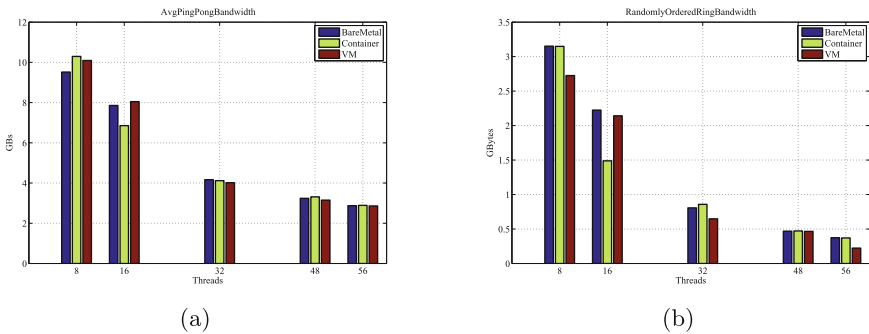 AvgPingPongBandwidth
12
10
8
6
4
2
0
GBs
BareMetal
Container
VM
8 16 32 48 56
Threads
(a)
RandomlyOrderedRingBandwidth
3.5
3
2.5
2
1.5
1
0.5
0
GBytes
BareMetal
Container
VM
8 16 32 48 56
Threads
(b)